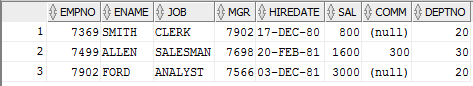 EMPNO ENAME JOB MGR HIREDATE SAL COMM DEPTNO
1 7369 SMITH CLERK 7902 17-DEC-80 800 (null) 20
2 7499 ALLEN SALESMAN 7698 20-FEB-81 1600 300 30
3 7902 FORD ANALYST 7566 03-DEC-81 3000 (null) 20